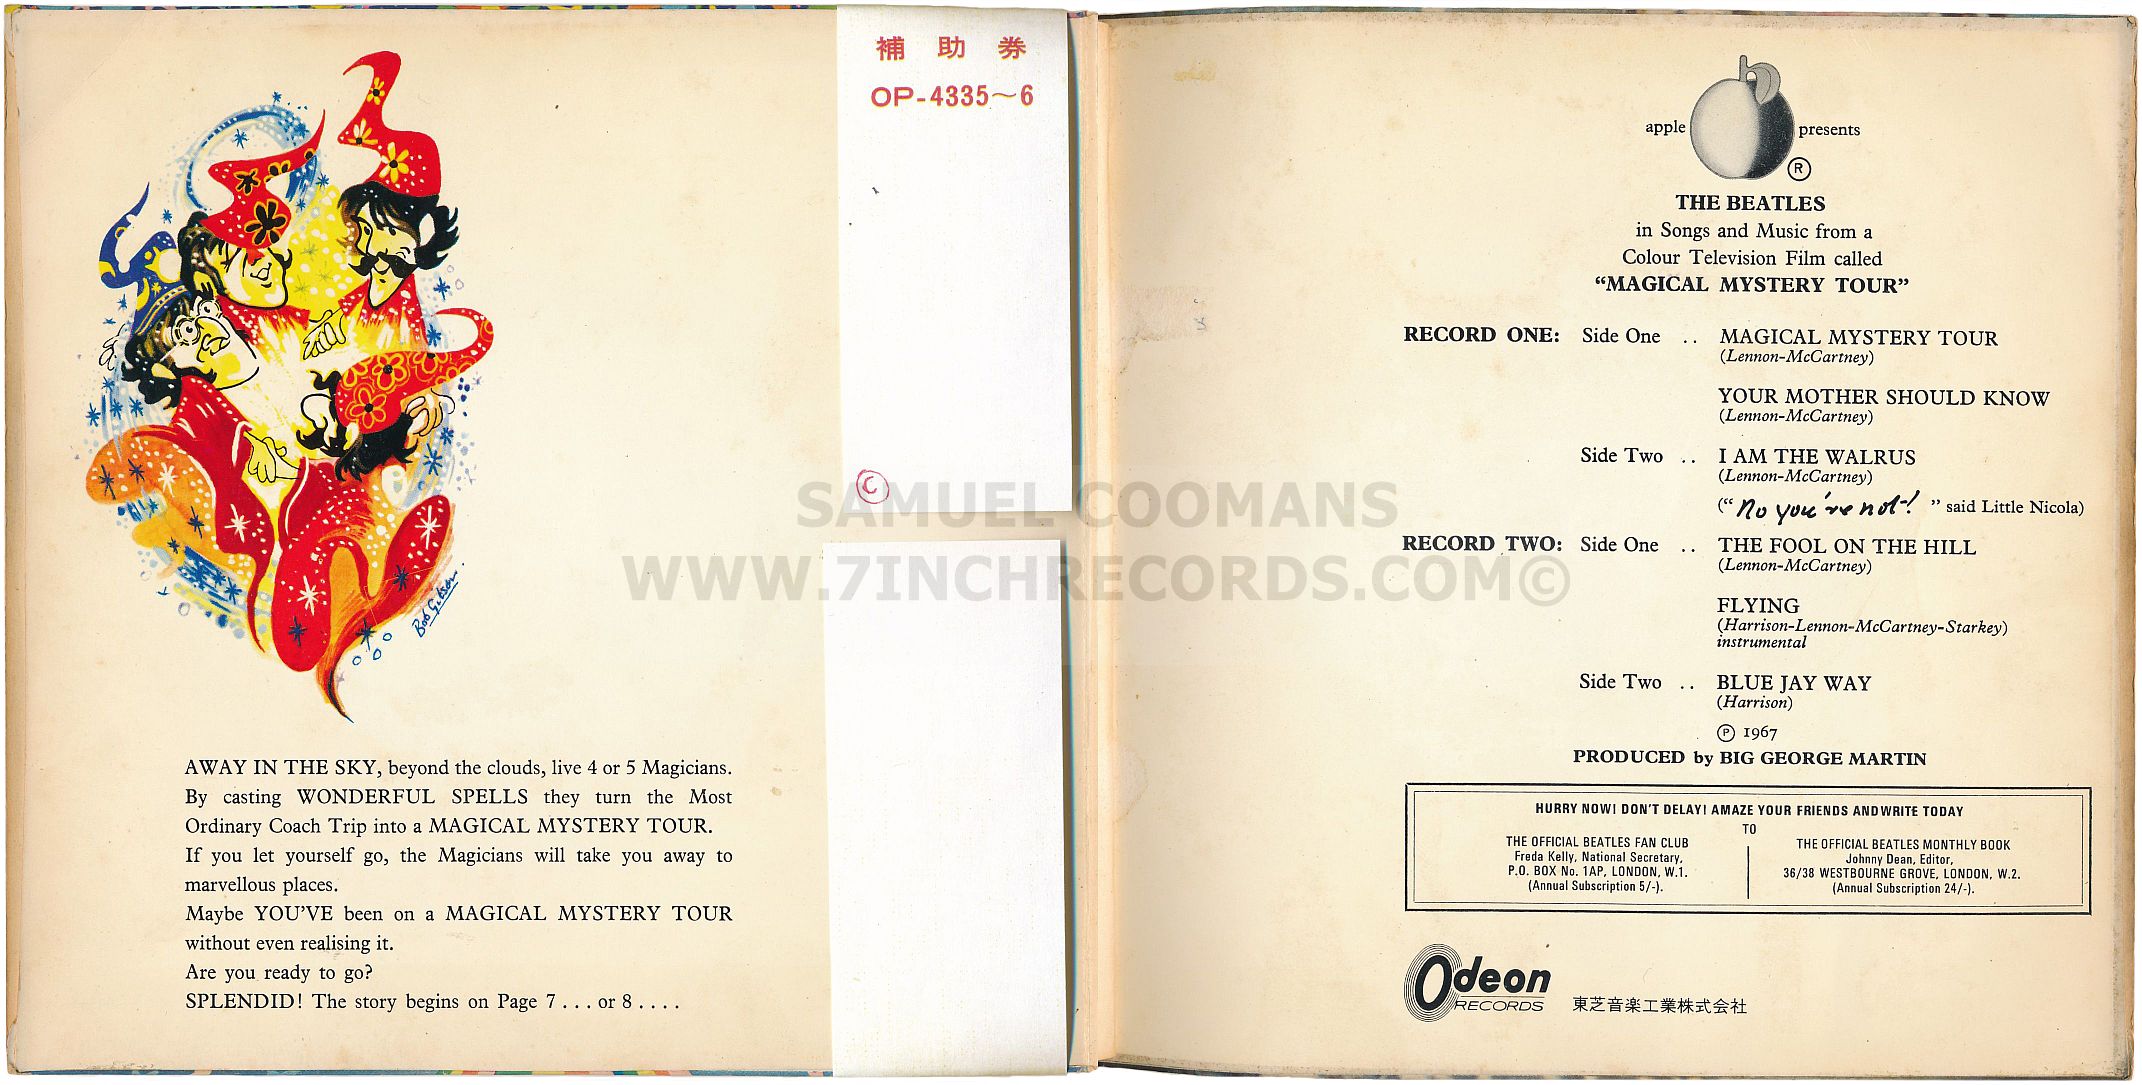 Bob Gibson.
AWAY IN THE SKY, beyond the clouds, live 4 or 5 Magicians.
By casting WONDERFUL SPELLS they turn the Most
Ordinary Coach Trip into a MAGICAL MYSTERY TOUR.
If you let yourself go, the Magicians will take you away to
marvellous places.
Maybe YOU'VE been on a MAGICAL MYSTERY TOUR
without even realising it.
Are you ready to go?
SPLENDID! The story begins on Page 7 . . . or 8 . . . .
補助券
OP-4335~6
©
SAMUEL COOMANS
WWW.7INCHRECORDS.COM©
apple presents
®
THE BEATLES
in Songs and Music from a
Colour Television Film called
“MAGICAL MYSTERY TOUR”
RECORD ONE: Side One .. MAGICAL MYSTERY TOUR
(Lennon-McCartney)
YOUR MOTHER SHOULD KNOW
(Lennon-McCartney)
Side Two .. I AM THE WALRUS
(Lennon-McCartney)
(“No you're not!” said Little Nicola)
RECORD TWO: Side One .. THE FOOL ON THE HILL
(Lennon-McCartney)
FLYING
(Harrison-Lennon-McCartney-Starkey)
instrumental
Side Two .. BLUE JAY WAY
(Harrison)
℗ 1967
PRODUCED by BIG GEORGE MARTIN
HURRY NOW! DON'T DELAY! AMAZE YOUR FRIENDS ANDWRITE TODAY
TO
THE OFFICIAL BEATLES FAN CLUB
Freda Kelly, National Secretary,
P.O. BOX No. 1AP, LONDON, W.1.
(Annual Subscription 5/-).
THE OFFICIAL BEATLES MONTHLY BOOK
Johnny Dean, Editor,
36/38 WESTBOURNE GROVE, LONDON, W.2.
(Annual Subscription 24/-).
Odeon
RECORDS
東芝音楽工業株式会社